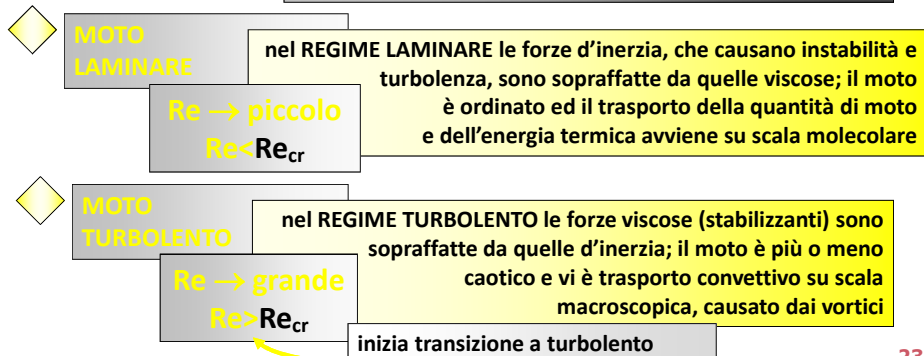 MOTO
LAMINARE
nel REGIME LAMINARE le forze d'inerzia, che causano instabilità e
turbolenza, sono sopraffatte da quelle viscose; il moto
è ordinato ed il trasporto della quantità di moto
e dell'energia termica avviene su scala molecolare
Re → piccolo
Re<Re_cr
MOTO
TURBOLENTO
nel REGIME TURBOLENTO le forze viscose (stabilizzanti) sono
sopraffatte da quelle d'inerzia; il moto è più o meno
caotico e vi è trasporto convettivo su scala
macroscopica, causato dai vortici
Re → grande
Re>Re_cr
inizia transizione a turbolento
23